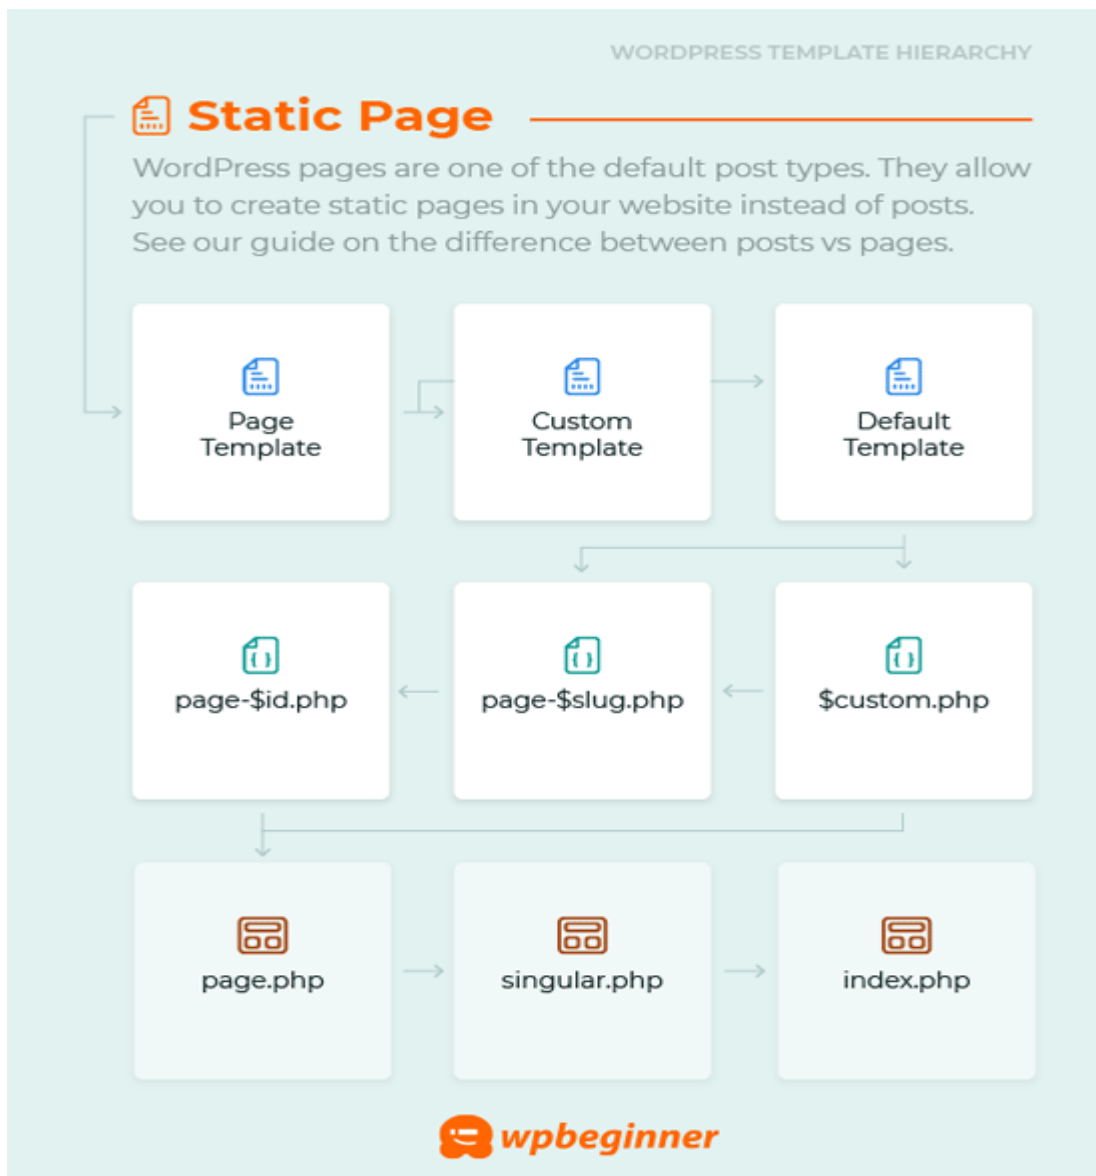 WORDPRESS TEMPLATE HIERARCHY
Static Page
WordPress pages are one of the default post types. They allow
you to create static pages in your website instead of posts.
See our guide on the difference between posts vs pages.
Page
Template
Custom
Template
Default
Template
page-$id.php
page-$slug.php
$custom.php
page.php
singular.php
index.php
wpbeginner